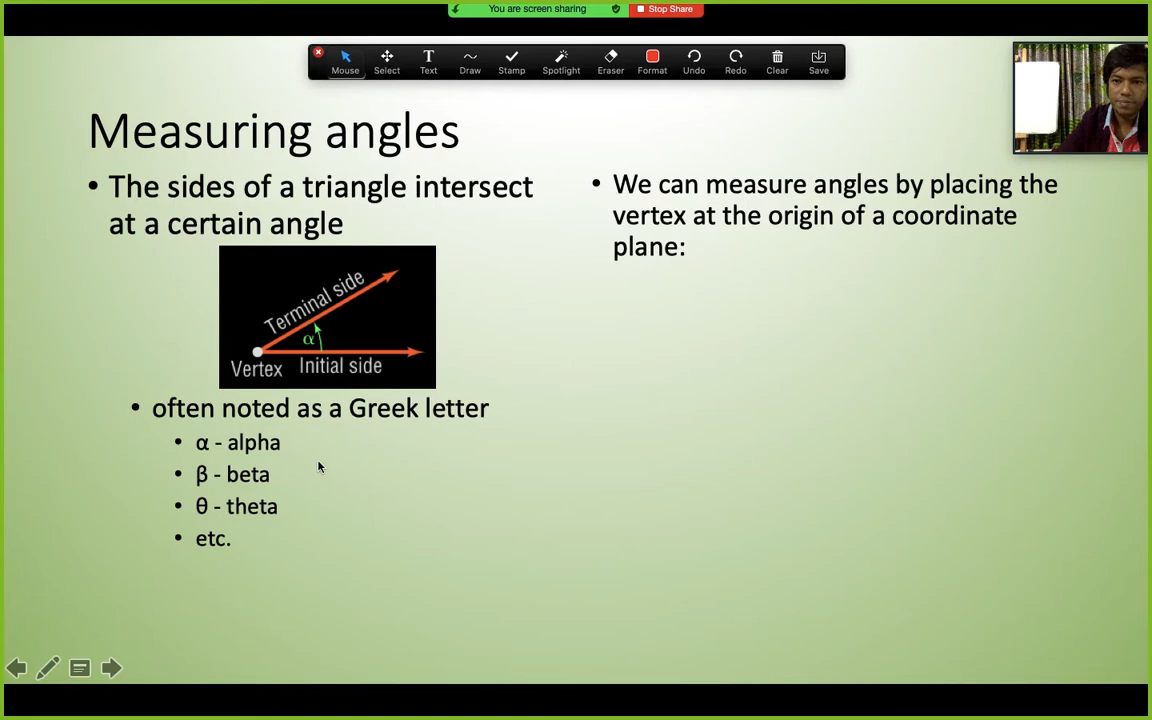 You are screen sharing
Stop Share
Mouse
Select
Text
Draw
Stamp
Spotlight
Eraser
Format
Undo
Redo
Clear
Save
Measuring angles
• The sides of a triangle intersect
at a certain angle
Terminal side
α
Vertex
Initial side
• often noted as a Greek letter
• α - alpha
• β - beta
• θ - theta
• etc.
• We can measure angles by placing the
vertex at the origin of a coordinate
plane: